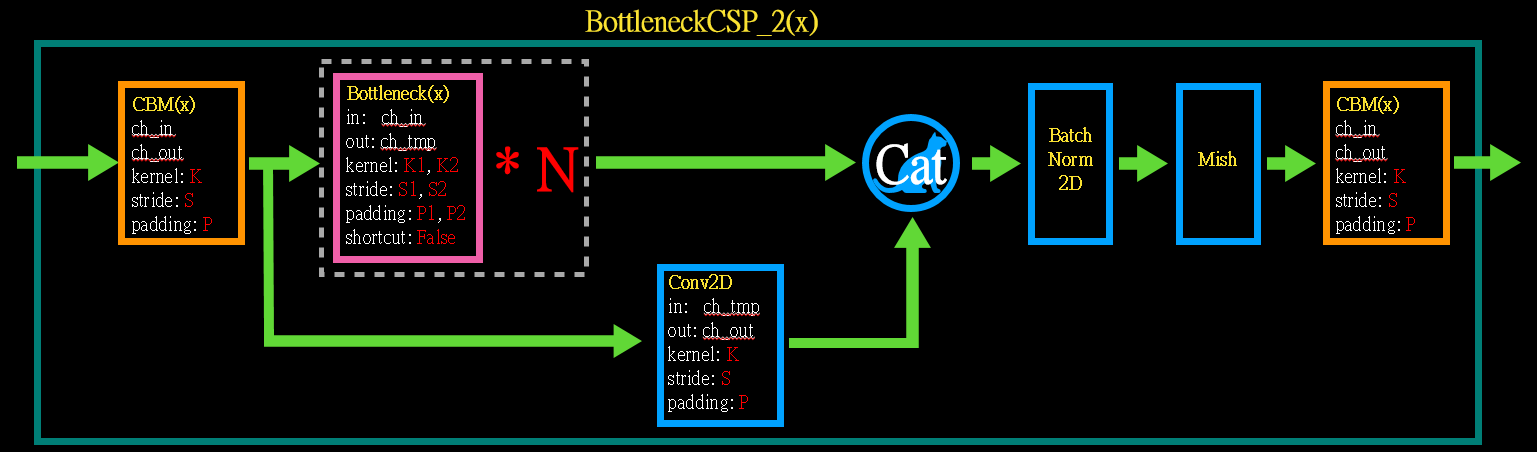 BottleneckCSP_2(x)
CBM(x)
ch_in
ch_out
kernel: K
stride: S
padding: P
Bottleneck(x)
in: ch_in
out: ch_tmp
kernel: K1, K2
stride: S1, S2
padding: P1, P2
shortcut: False
* N
Conv2D
in: ch_tmp
out: ch_out
kernel: K
stride: S
padding: P
Cat
Batch
Norm
2D
Mish
CBM(x)
ch_in
ch_out
kernel: K
stride: S
padding: P